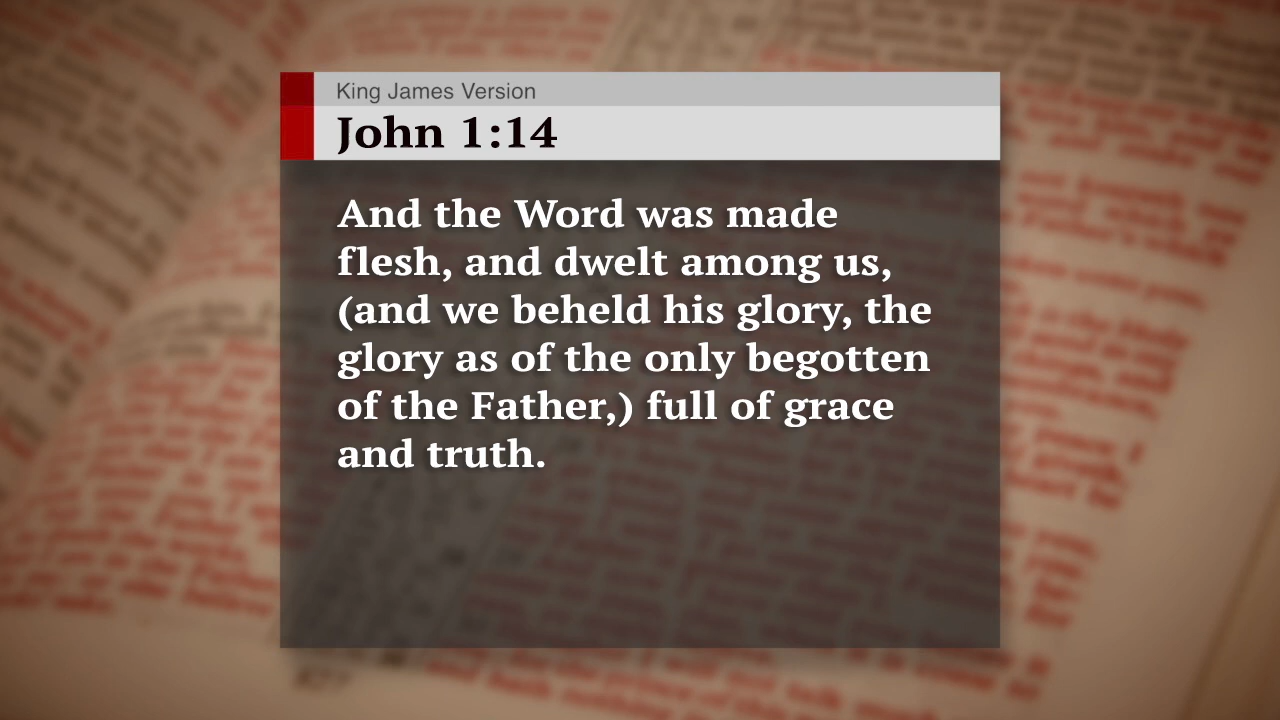 King James Version
John 1:14
And the Word was made
flesh, and dwelt among us,
(and we beheld his glory, the
glory as of the only begotten
of the Father,) full of grace
and truth.